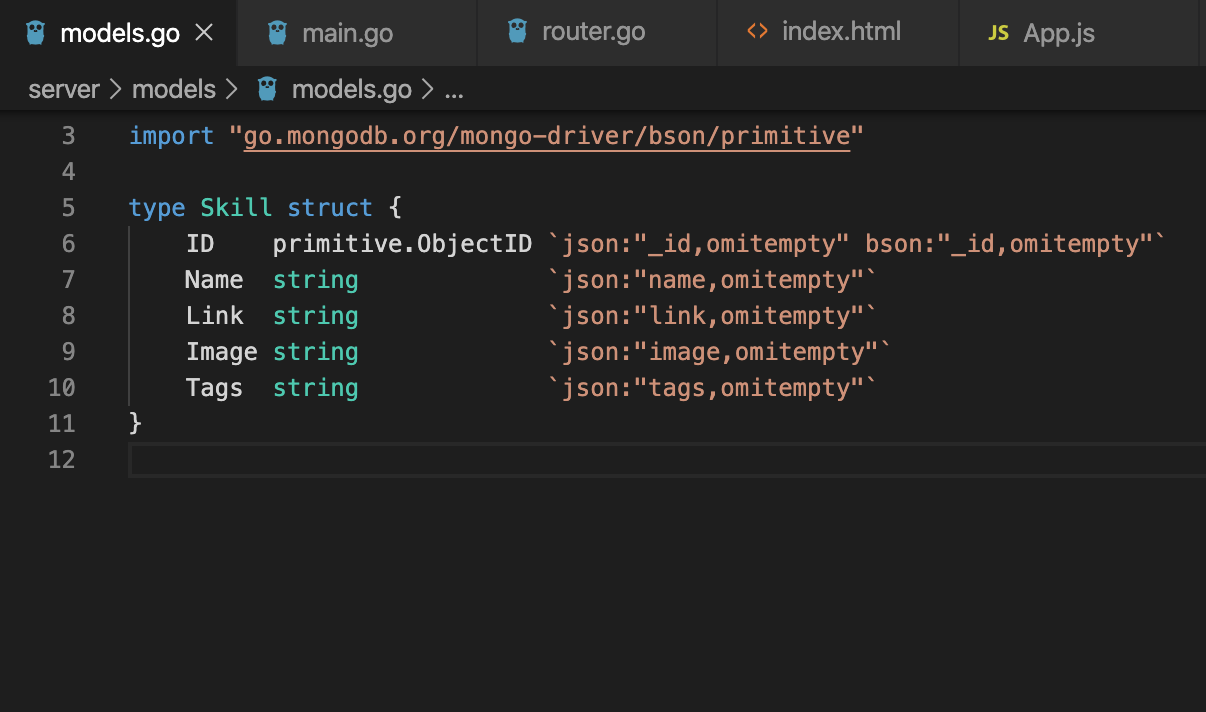 models.go
main.go
router.go
<> index.html
JS App.js
server > models > models.go > ...
3 import "go.mongodb.org/mongo-driver/bson/primitive"
4
5 type Skill struct {
6 ID primitive.ObjectID `json:"_id,omitempty" bson:"_id,omitempty"`
7 Name string `json:"name,omitempty"`
8 Link string `json:"link,omitempty"`
9 Image string `json:"image,omitempty"`
10 Tags string `json:"tags,omitempty"`
11 }
12